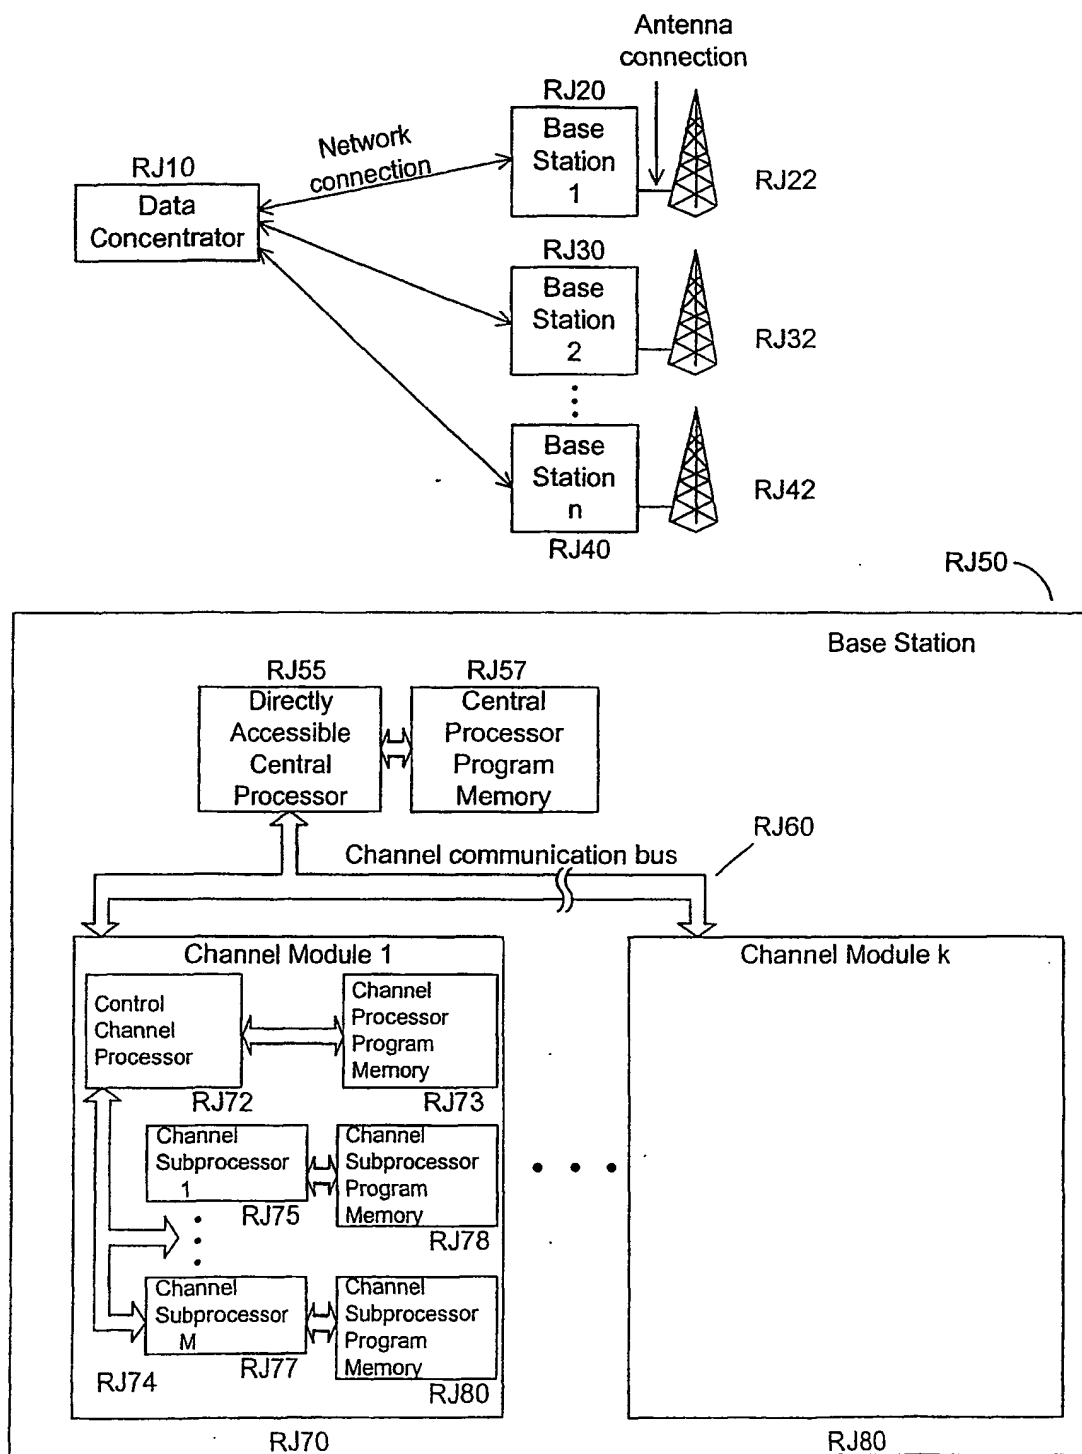 Antenna
connection
RJ20
Base
Station
1
RJ22
Network
connection
RJ10
Data
Concentrator
RJ30
Base
Station
2
RJ32
Base
Station
n
RJ42
RJ40
RJ50
Base Station
RJ55
Directly
Accessible
Central
Processor
RJ57
Central
Processor
Program
Memory
RJ60
Channel communication bus
Channel Module 1
Control
Channel
Processor
RJ72
Channel
Processor
Program
Memory
RJ73
Channel
Subprocessor
1
RJ75
Channel
Subprocessor
Program
Memory
RJ78
Channel
Subprocessor
M
RJ77
Channel
Subprocessor
Program
Memory
RJ80
RJ74
RJ70
Channel Module k
RJ80